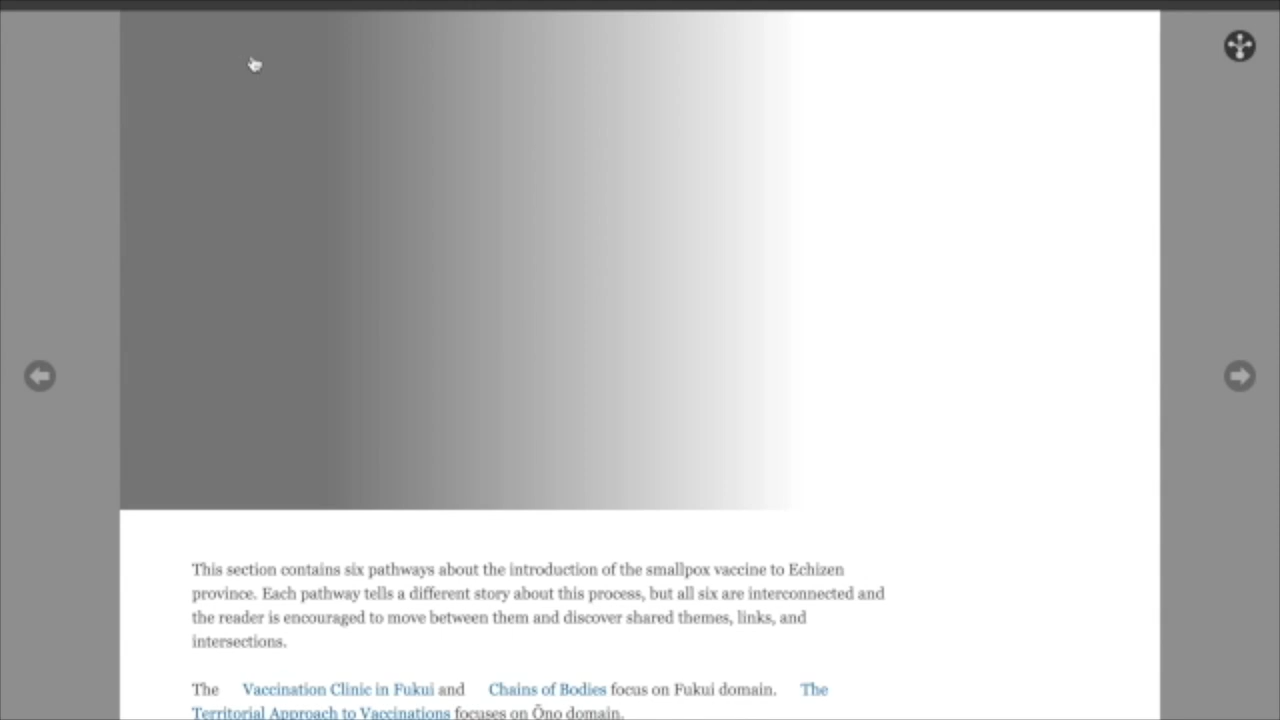 This section contains six pathways about the introduction of the smallpox vaccine to Echizen
province. Each pathway tells a different story about this process, but all six are interconnected and
the reader is encouraged to move between them and discover shared themes, links, and
intersections.
The Vaccination Clinic in Fukui and Chains of Bodies focus on Fukui domain. The
Territorial Approach to Vaccinations focuses on Ōno domain.